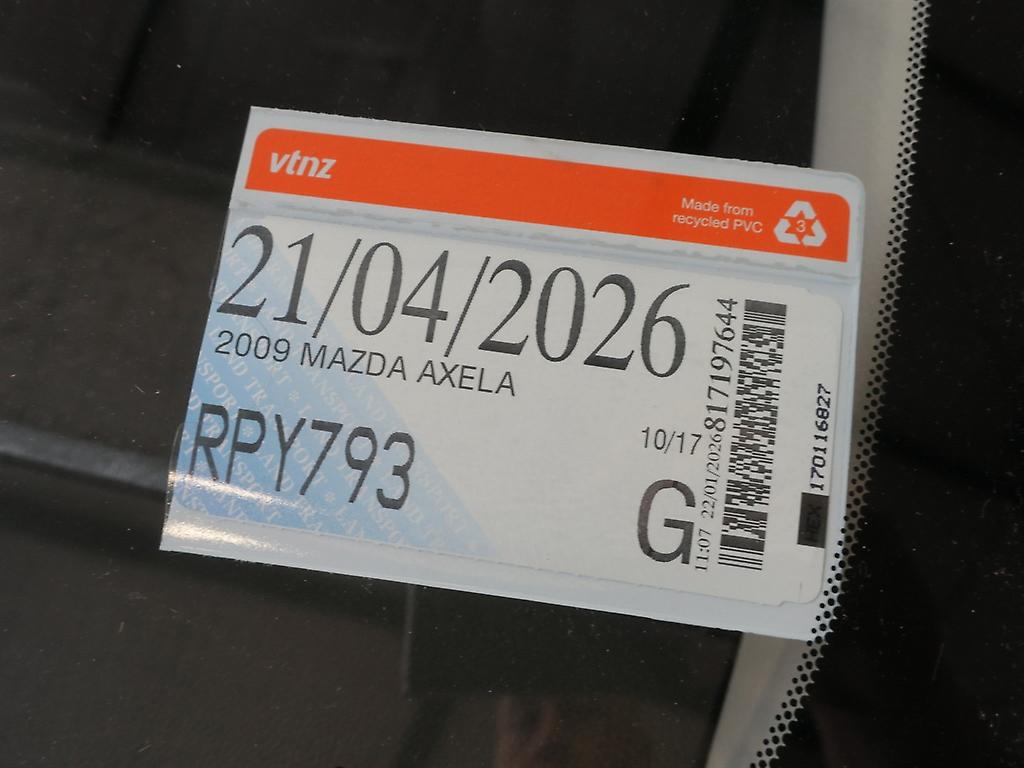 vtnz
Made from
recycled PVC
3
21/04/2026
2009 MAZDA AXELA
RPY793
10/17
G
11:07 22/01/2026 817197644
HEX 170116827